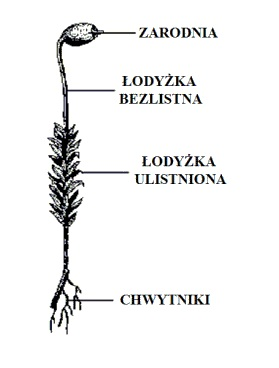 ZARODNIA
ŁODYŻKA
BEZLISTNA
ŁODYŻKA
ULISTNIONA
CHWYTNIKI